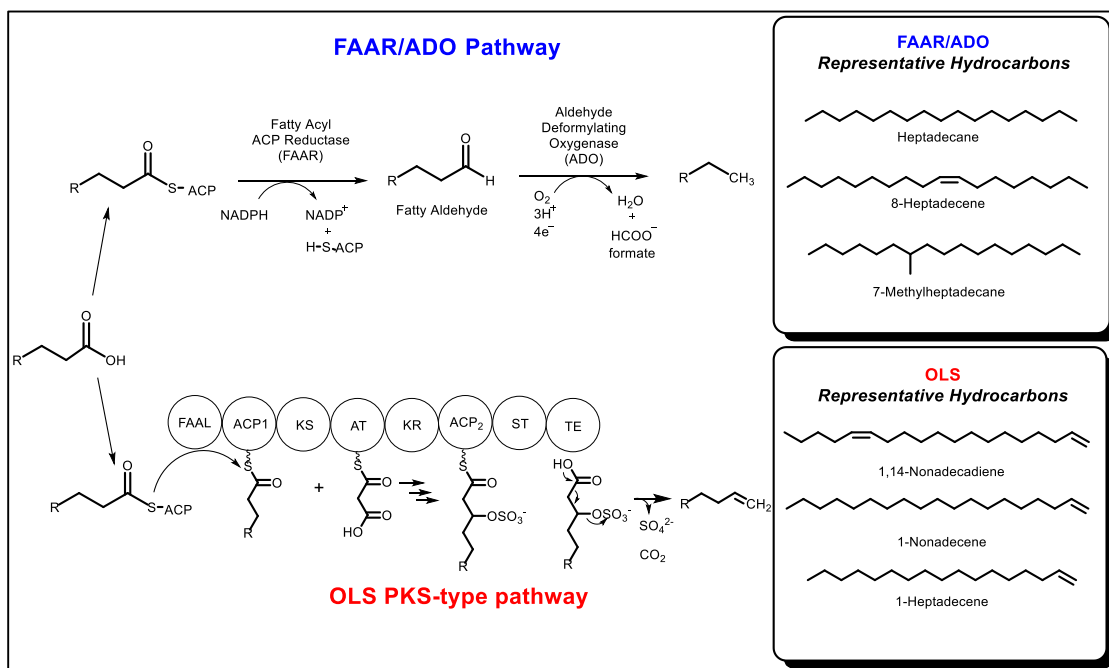 FAAR/ADO Pathway
Fatty Acyl
ACP Reductase
(FAAR)
Aldehyde
Deformylating
Oxygenase
(ADO)
O
R
S
ACP
NADPH
NADP+
+
H-S-ACP
O
R
H
Fatty Aldehyde
O2
3H+
4e−
H2O
+
HCOO−
formate
R
CH3
O
R
OH
O
R
S
ACP
FAAL
ACP1
KS
AT
KR
ACP2
ST
TE
S
O
R
+
S
O
O
HO
S
O
OSO3-
R
HO
O
OSO3-
R
SO42-
CO2
R
CH2
OLS PKS-type pathway
FAAR/ADO
Representative Hydrocarbons
Heptadecane
8-Heptadecene
7-Methylheptadecane
OLS
Representative Hydrocarbons
1,14-Nonadecadiene
1-Nonadecene
1-Heptadecene